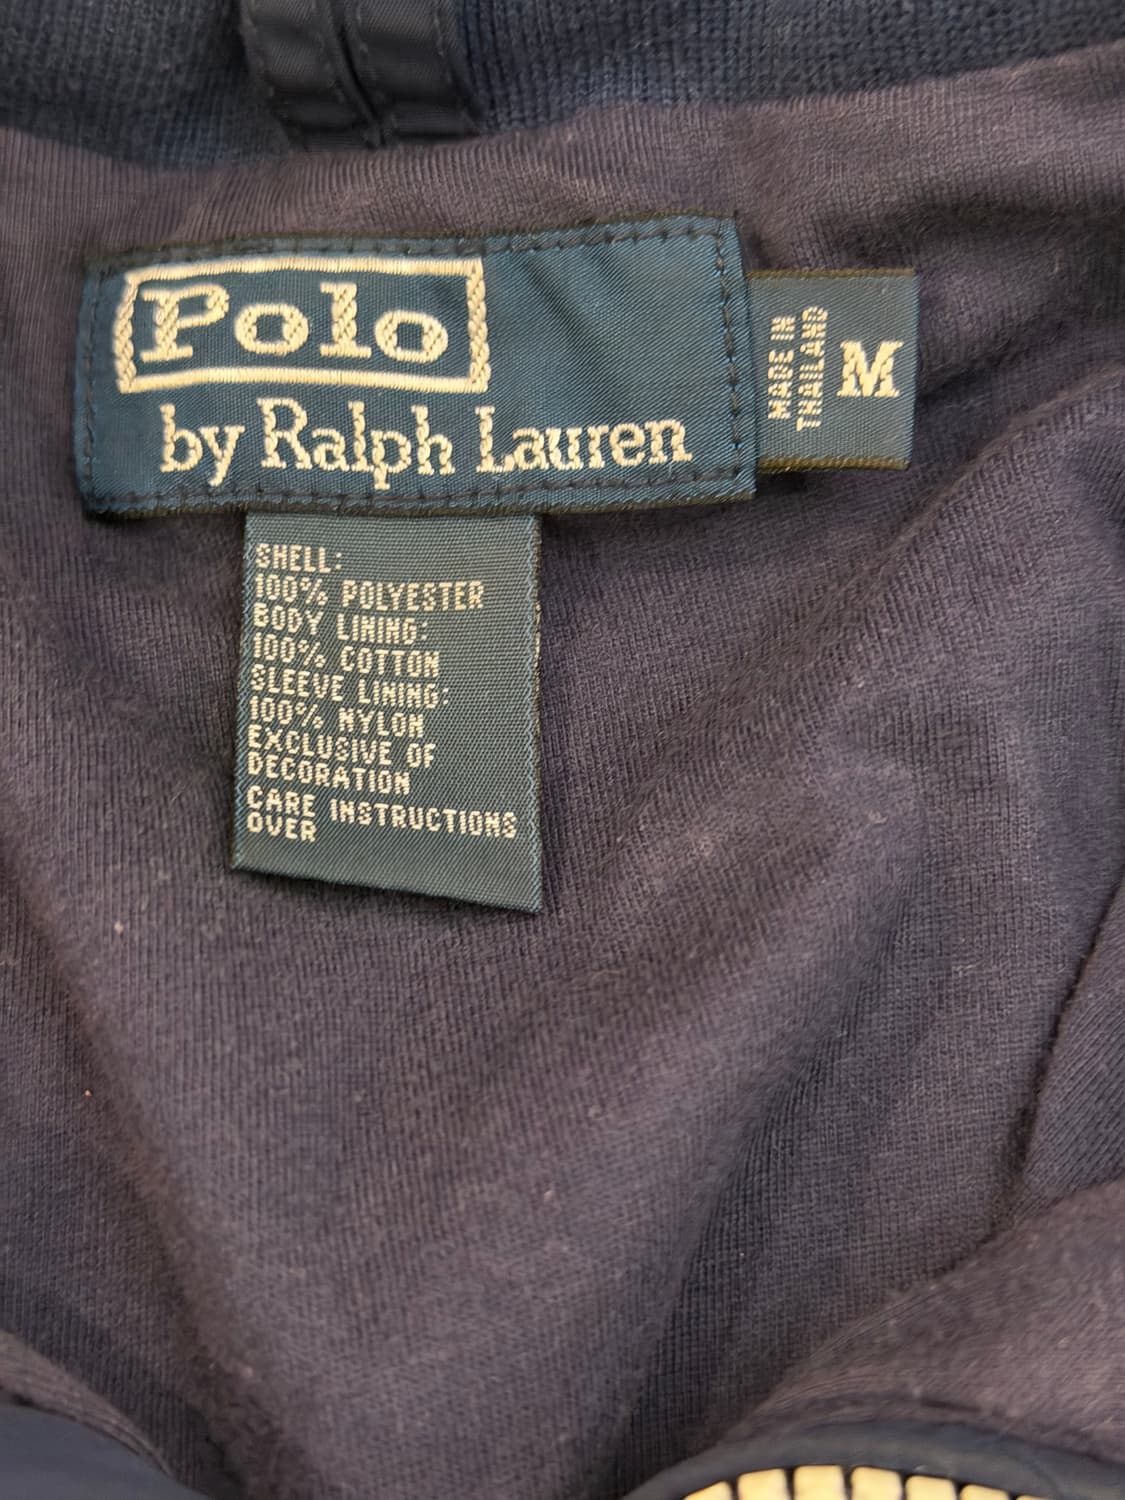 Polo
by Ralph Lauren
MADE IN
THAILAND
M
SHELL:
100% POLYESTER
BODY LINING:
100% COTTON
SLEEVE LINING:
100% NYLON
EXCLUSIVE OF
DECORATION
CARE INSTRUCTIONS
OVER